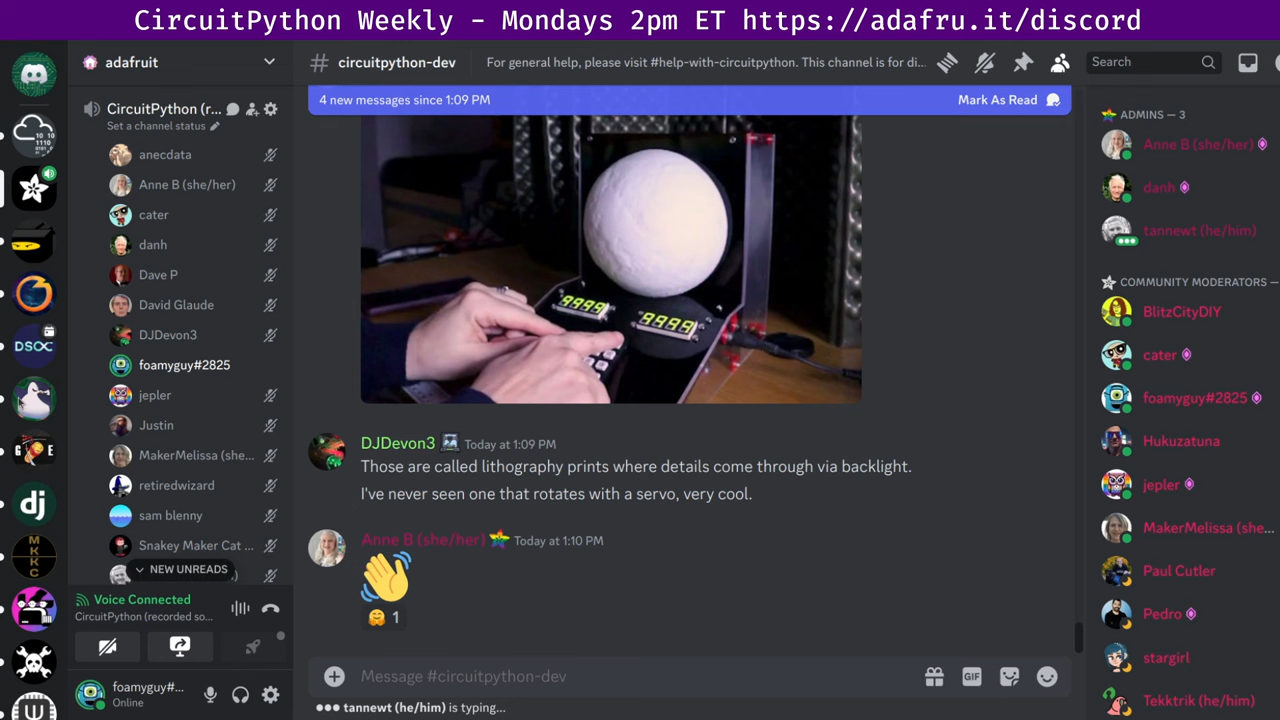 CircuitPython Weekly - Mondays 2pm ET https://adafru.it/discord
adafruit
CircuitPython (r...
Set a channel status
anecdata
Anne B (she/her)
cater
danh
Dave P
David Glaude
DJDevon3
foamyguy#2825
jepler
Justin
MakerMelissa (she...
retiredwizard
sam blenny
Snakey Maker Cat ...
NEW UNREADS
Voice Connected
CircuitPython (recorded so...
foamyguy#...
Online
# circuitpython-dev
For general help, please visit #help-with-circuitpython. This channel is for di...
Search
4 new messages since 1:09 PM
Mark As Read
9999
9999
DJDevon3 Today at 1:09 PM
Those are called lithography prints where details come through via backlight.
I've never seen one that rotates with a servo, very cool.
Anne B (she/her) Today at 1:10 PM
1
Message #circuitpython-dev
GIF
tannewt (he/him) is typing...
ADMINS — 3
Anne B (she/her)
danh
tannewt (he/him)
COMMUNITY MODERATORS —
BlitzCityDIY
cater
foamyguy#2825
Hukuzatuna
jepler
MakerMelissa (she...
Paul Cutler
Pedro
stargirl
Tekktrik (he/him)
DSOC
dj
MKKC